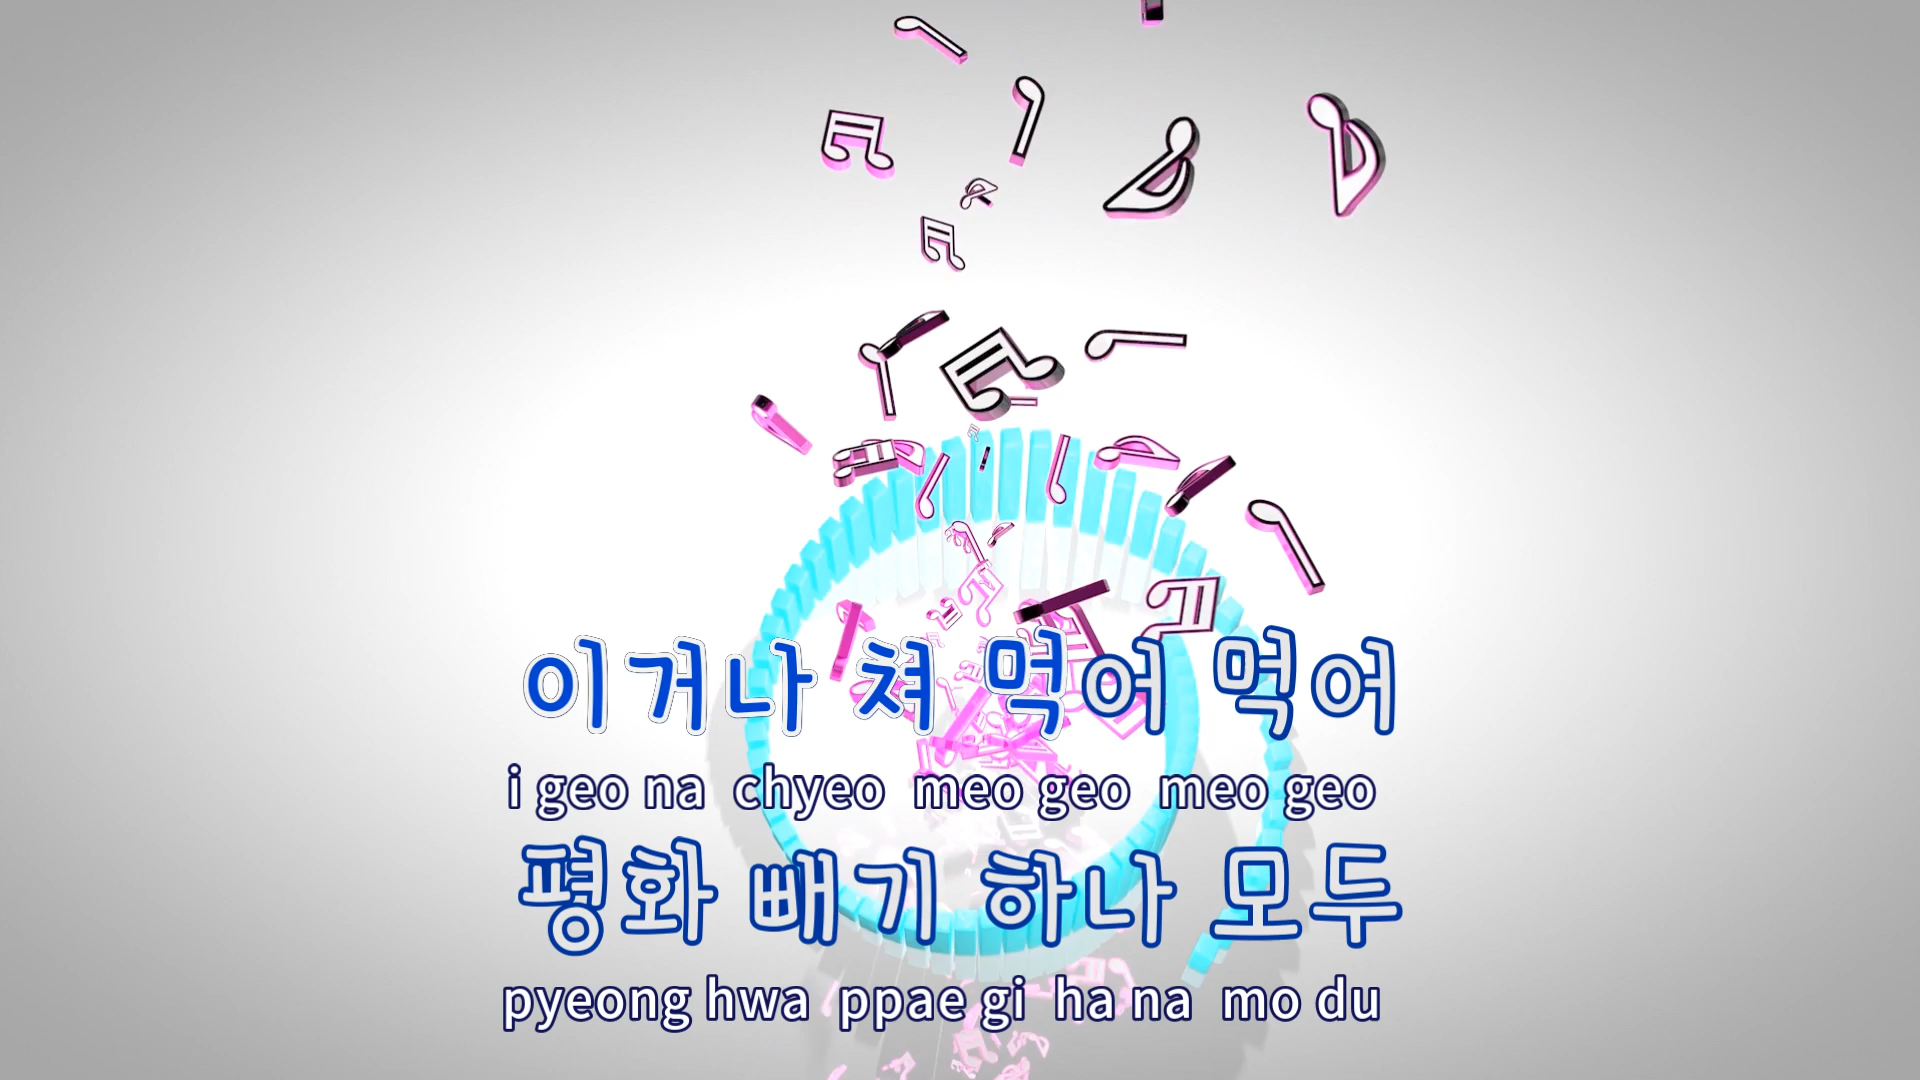 이거나 쳐 먹어 먹어
i geo na chyeo meo geo meo geo
평화 빼기 하나 모두
pyeong hwa ppae gi ha na mo du